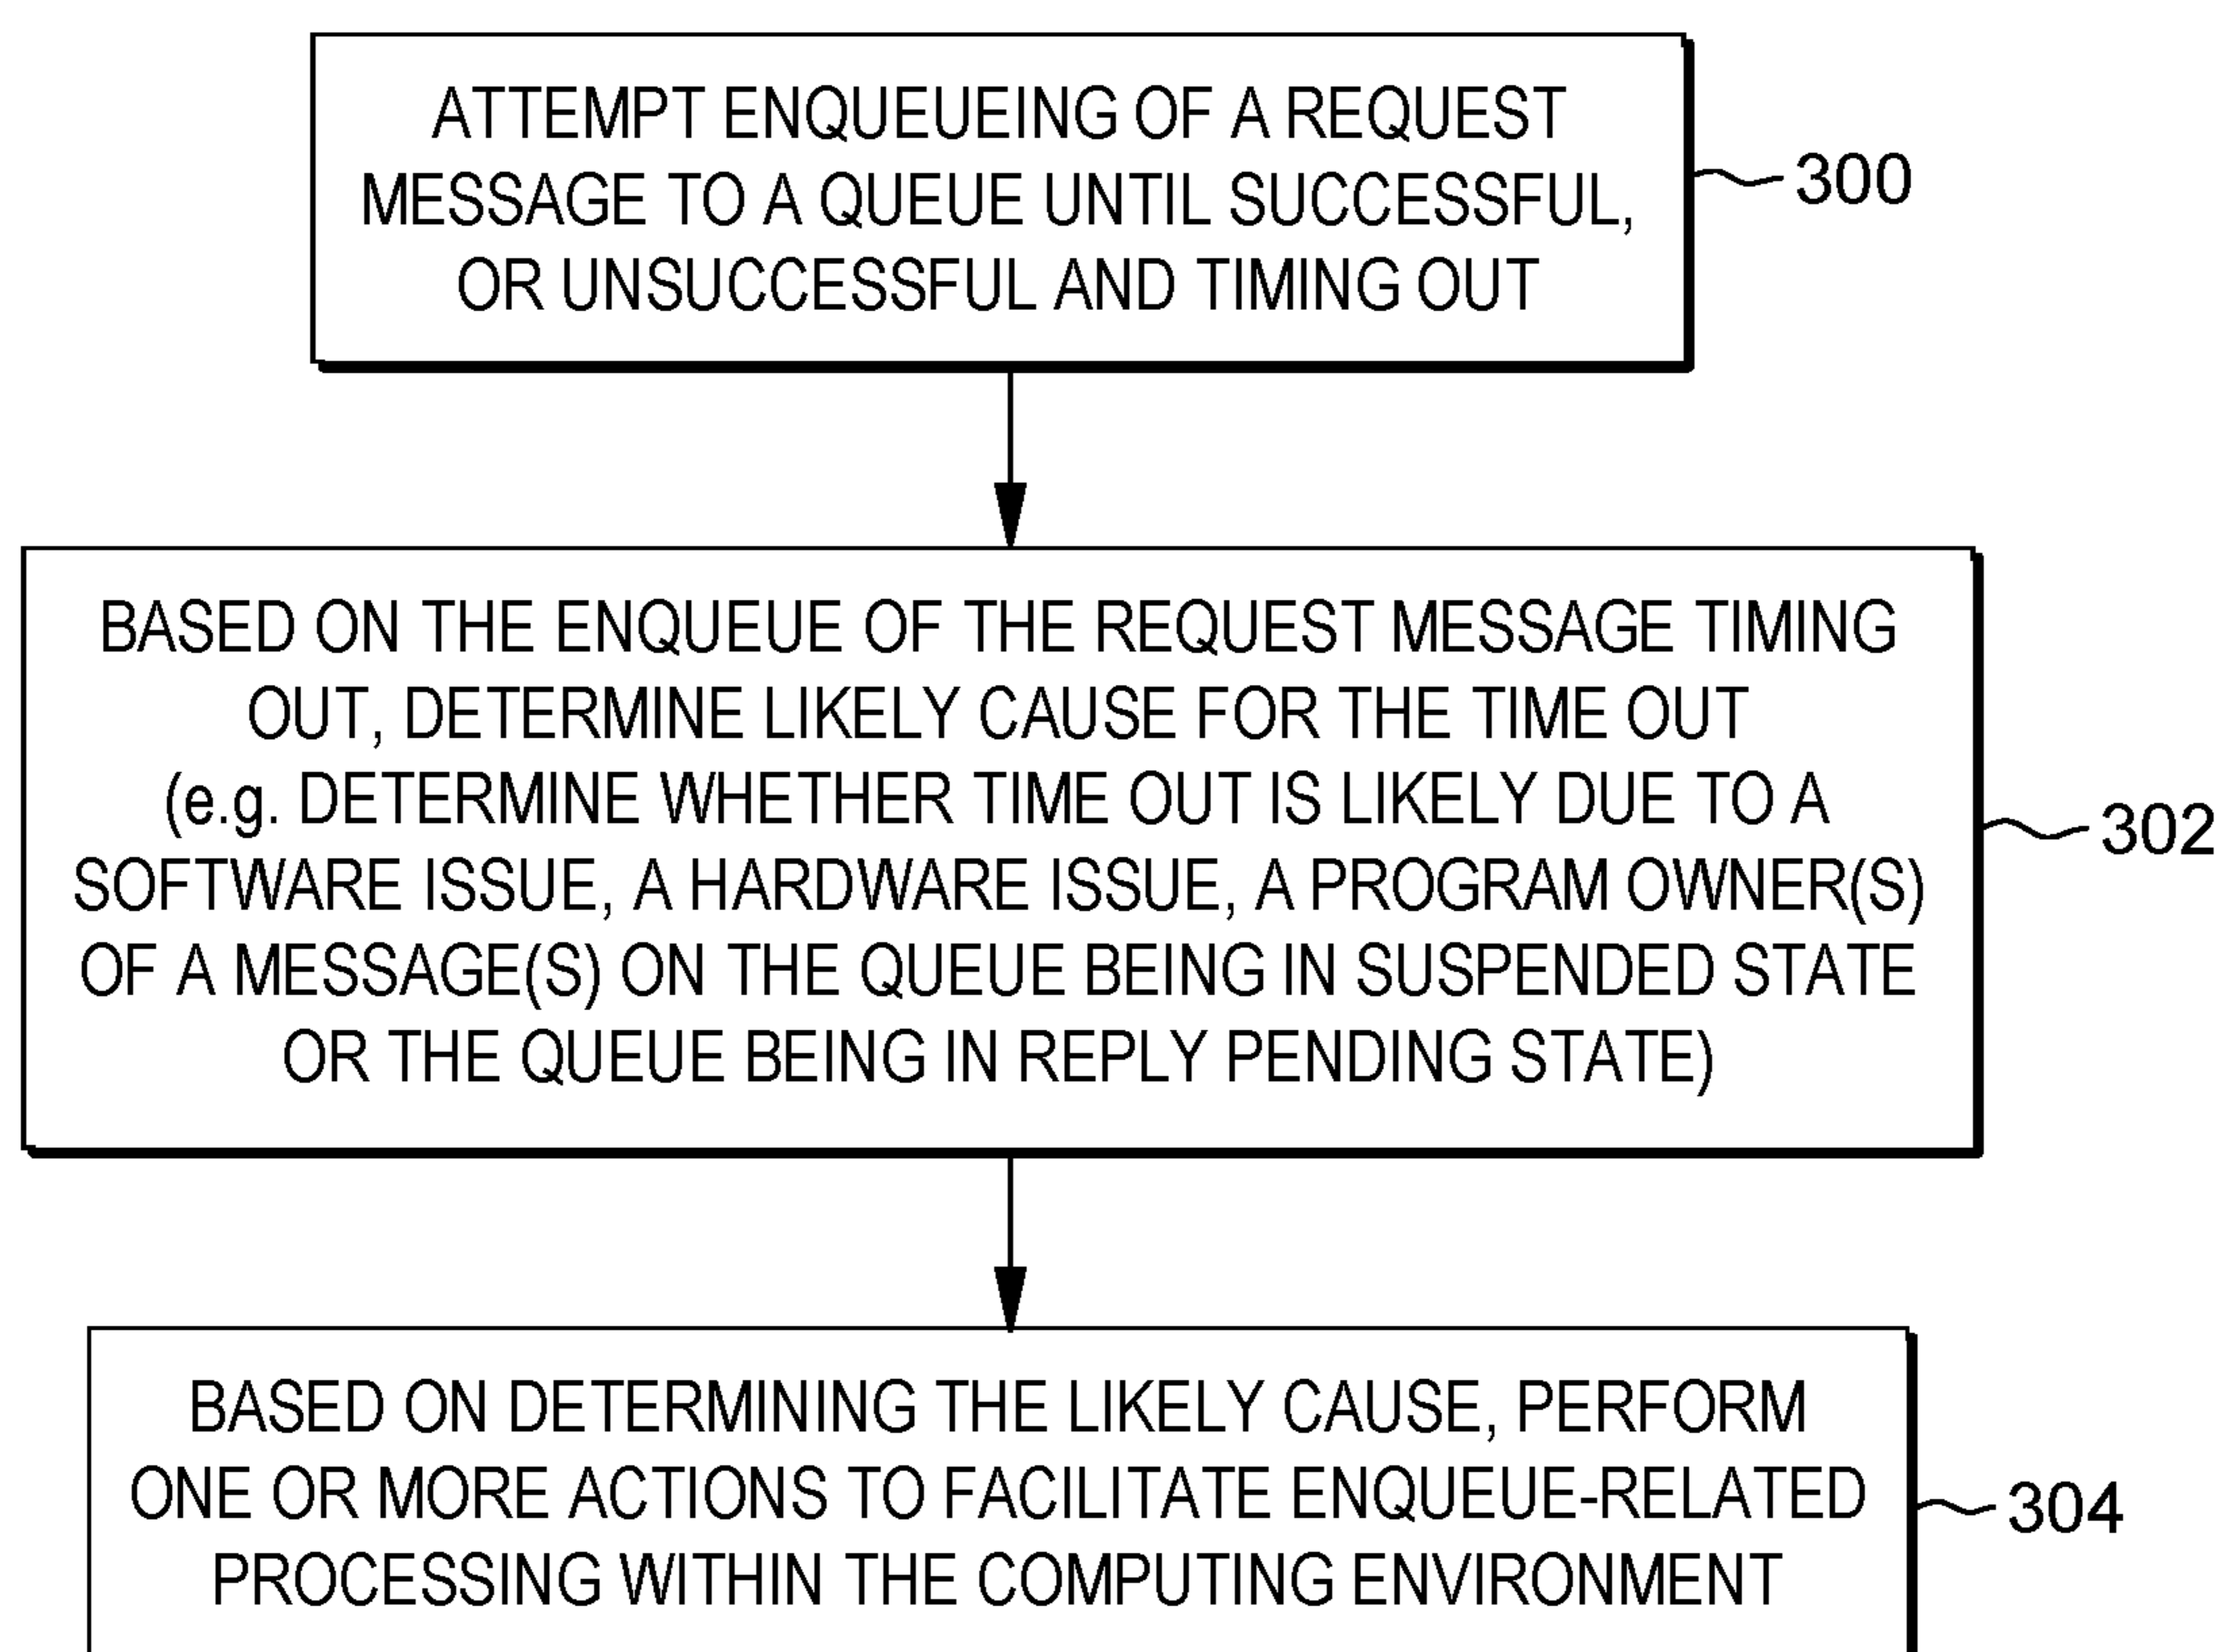 ATTEMPT ENQUEUEING OF A REQUEST
MESSAGE TO A QUEUE UNTIL SUCCESSFUL,
OR UNSUCCESSFUL AND TIMING OUT
300
BASED ON THE ENQUEUE OF THE REQUEST MESSAGE TIMING
OUT, DETERMINE LIKELY CAUSE FOR THE TIME OUT
(e.g. DETERMINE WHETHER TIME OUT IS LIKELY DUE TO A
SOFTWARE ISSUE, A HARDWARE ISSUE, A PROGRAM OWNER(S)
OF A MESSAGE(S) ON THE QUEUE BEING IN SUSPENDED STATE
OR THE QUEUE BEING IN REPLY PENDING STATE)
302
BASED ON DETERMINING THE LIKELY CAUSE, PERFORM
ONE OR MORE ACTIONS TO FACILITATE ENQUEUE-RELATED
PROCESSING WITHIN THE COMPUTING ENVIRONMENT
304